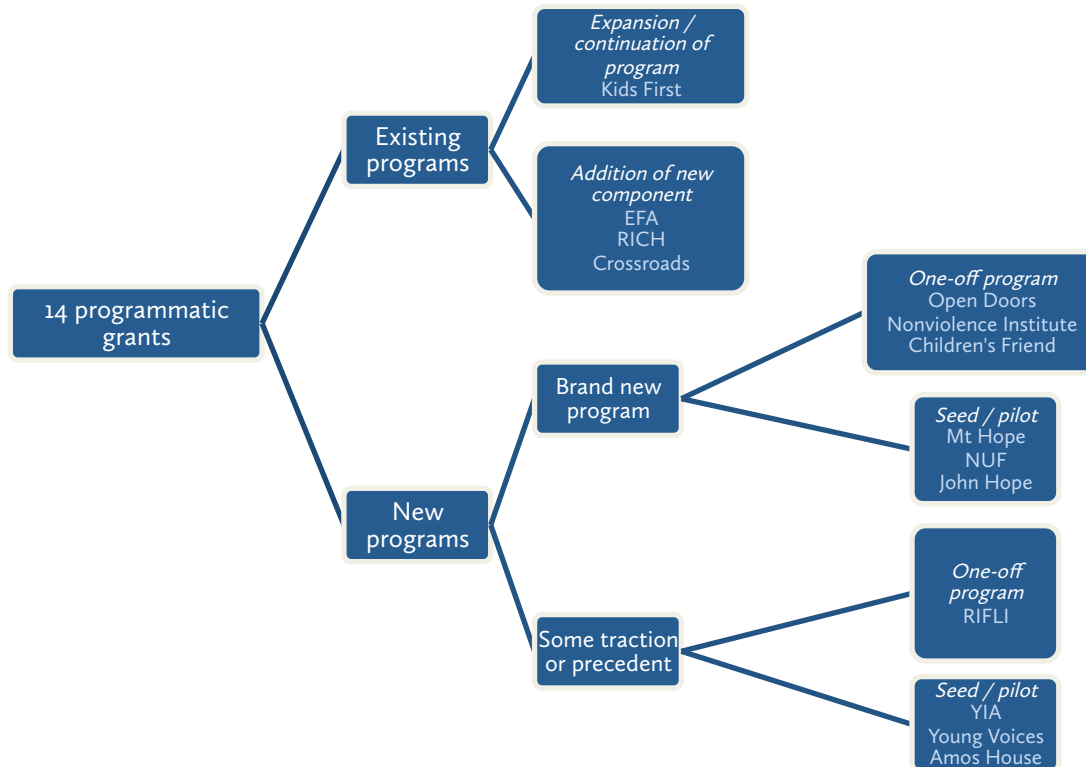 Expansion /
continuation of
program
Kids First
Existing
programs
Addition of new
component
EFA
RICH
Crossroads
14 programmatic
grants
One-off program
Open Doors
Nonviolence Institute
Children's Friend
Brand new
program
Seed / pilot
Mt Hope
NUF
John Hope
New
programs
One-off
program
RIFLI
Some traction
or precedent
Seed / pilot
YIA
Young Voices
Amos House